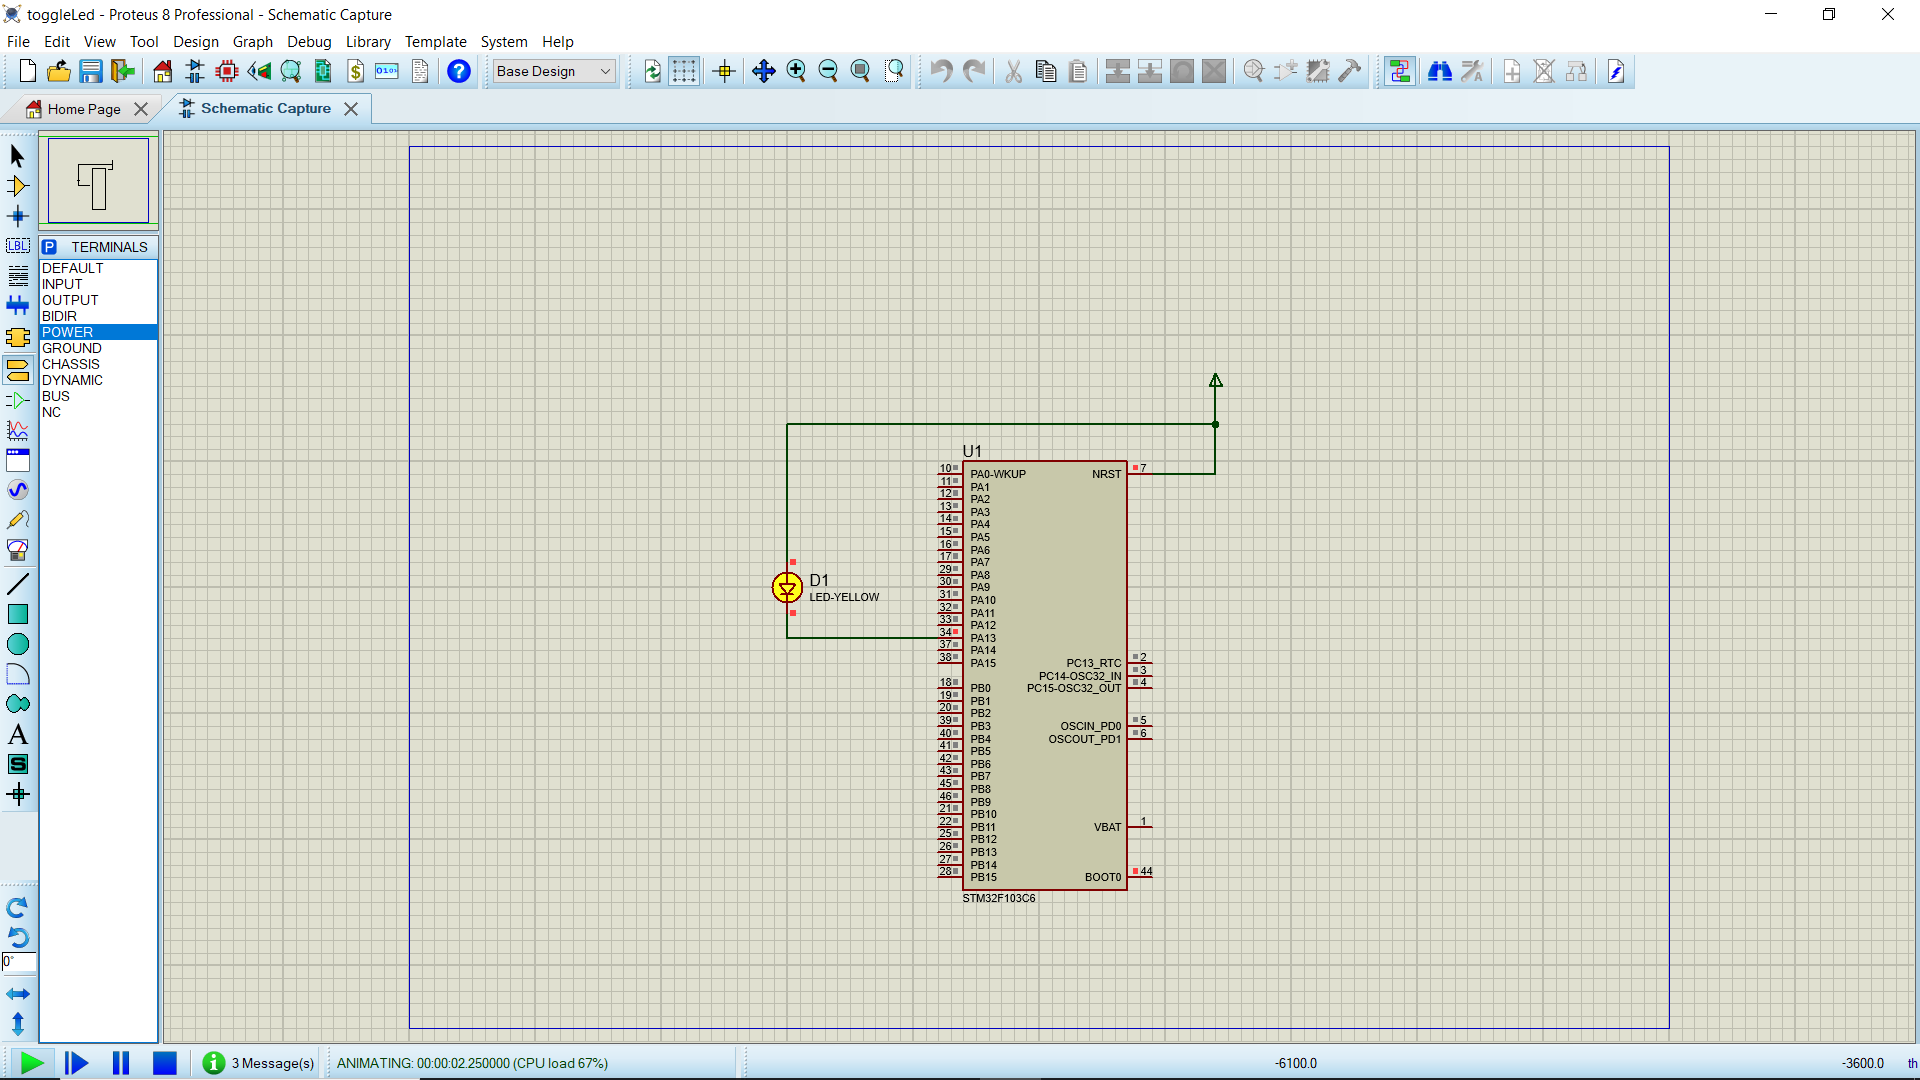 toggleLed - Proteus 8 Professional - Schematic Capture
File Edit View Tool Design Graph Debug Library Template System Help
Base Design
Home Page
Schematic Capture
LBL
P TERMINALS
DEFAULT
INPUT
OUTPUT
BIDIR
POWER
GROUND
CHASSIS
DYNAMIC
BUS
NC
A
S
0°
U1
10 PA0-WKUP
11 PA1
12 PA2
13 PA3
14 PA4
15 PA5
16 PA6
17 PA7
29 PA8
30 PA9
31 PA10
32 PA11
33 PA12
34 PA13
37 PA14
38 PA15
18 PB0
19 PB1
20 PB2
39 PB3
40 PB4
41 PB5
42 PB6
43 PB7
45 PB8
46 PB9
21 PB10
22 PB11
25 PB12
26 PB13
27 PB14
28 PB15
NRST 7
PC13_RTC 2
PC14-OSC32_IN 3
PC15-OSC32_OUT 4
OSCIN_PD0 5
OSCOUT_PD1 6
VBAT 1
BOOT0 44
STM32F103C6
D1
LED-YELLOW
3 Message(s)
ANIMATING: 00:00:02.250000 (CPU load 67%)
-6100.0
-3600.0
th